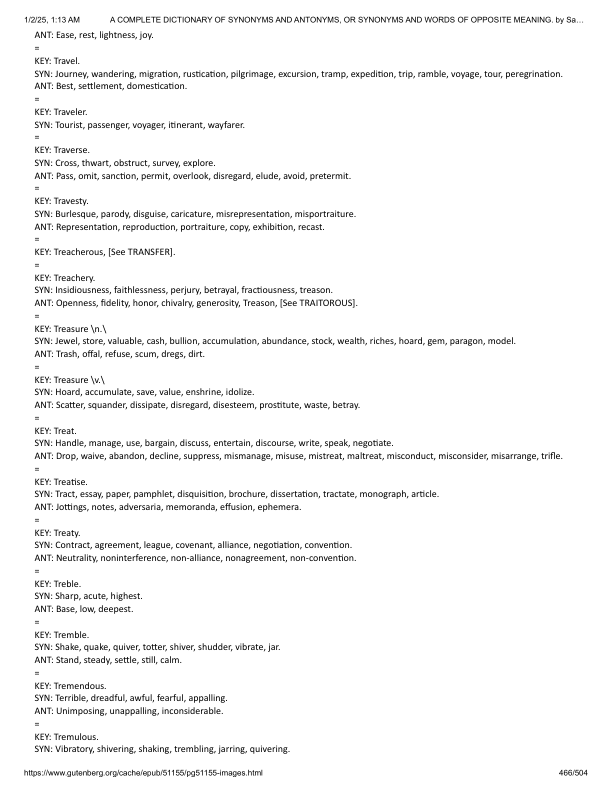 1/2/25, 1:13 AM A COMPLETE DICTIONARY OF SYNONYMS AND ANTONYMS, OR SYNONYMS AND WORDS OF OPPOSITE MEANING. by Sa…
ANT: Ease, rest, lightness, joy.
=
KEY: Travel.
SYN: Journey, wandering, migration, rustication, pilgrimage, excursion, tramp, expedition, trip, ramble, voyage, tour, peregrination.
ANT: Best, settlement, domestication.
=
KEY: Traveler.
SYN: Tourist, passenger, voyager, itinerant, wayfarer.
=
KEY: Traverse.
SYN: Cross, thwart, obstruct, survey, explore.
ANT: Pass, omit, sanction, permit, overlook, disregard, elude, avoid, pretermit.
=
KEY: Travesty.
SYN: Burlesque, parody, disguise, caricature, misrepresentation, misportraiture.
ANT: Representation, reproduction, portraiture, copy, exhibition, recast.
=
KEY: Treacherous, [See TRANSFER].
=
KEY: Treachery.
SYN: Insidiousness, faithlessness, perjury, betrayal, fractiousness, treason.
ANT: Openness, fidelity, honor, chivalry, generosity, Treason, [See TRAITOROUS].
=
KEY: Treasure \n.\
SYN: Jewel, store, valuable, cash, bullion, accumulation, abundance, stock, wealth, riches, hoard, gem, paragon, model.
ANT: Trash, offal, refuse, scum, dregs, dirt.
=
KEY: Treasure \v.\
SYN: Hoard, accumulate, save, value, enshrine, idolize.
ANT: Scatter, squander, dissipate, disregard, disesteem, prostitute, waste, betray.
=
KEY: Treat.
SYN: Handle, manage, use, bargain, discuss, entertain, discourse, write, speak, negotiate.
ANT: Drop, waive, abandon, decline, suppress, mismanage, misuse, mistreat, maltreat, misconduct, misconsider, misarrange, trifle.
=
KEY: Treatise.
SYN: Tract, essay, paper, pamphlet, disquisition, brochure, dissertation, tractate, monograph, article.
ANT: Jottings, notes, adversaria, memoranda, effusion, ephemera.
=
KEY: Treaty.
SYN: Contract, agreement, league, covenant, alliance, negotiation, convention.
ANT: Neutrality, noninterference, non-alliance, nonagreement, non-convention.
=
KEY: Treble.
SYN: Sharp, acute, highest.
ANT: Base, low, deepest.
=
KEY: Tremble.
SYN: Shake, quake, quiver, totter, shiver, shudder, vibrate, jar.
ANT: Stand, steady, settle, still, calm.
=
KEY: Tremendous.
SYN: Terrible, dreadful, awful, fearful, appalling.
ANT: Unimposing, unappalling, inconsiderable.
=
KEY: Tremulous.
SYN: Vibratory, shivering, shaking, trembling, jarring, quivering.
https://www.gutenberg.org/cache/epub/51155/pg51155-images.html 466/504